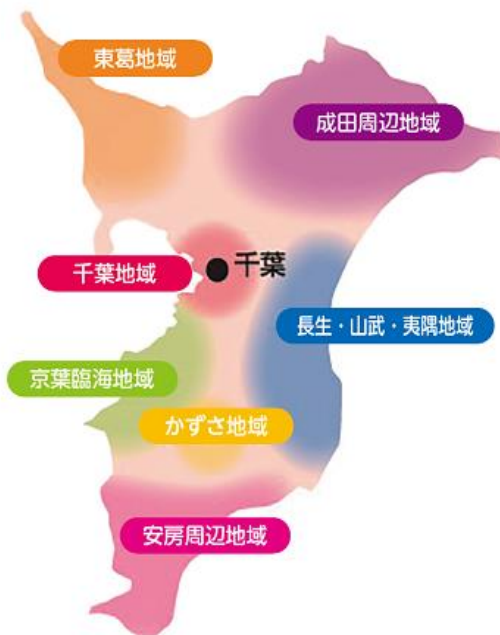 東葛地域
成田周辺地域
千葉地域
千葉
長生・山武・夷隅地域
京葉臨海地域
かずさ地域
安房周辺地域